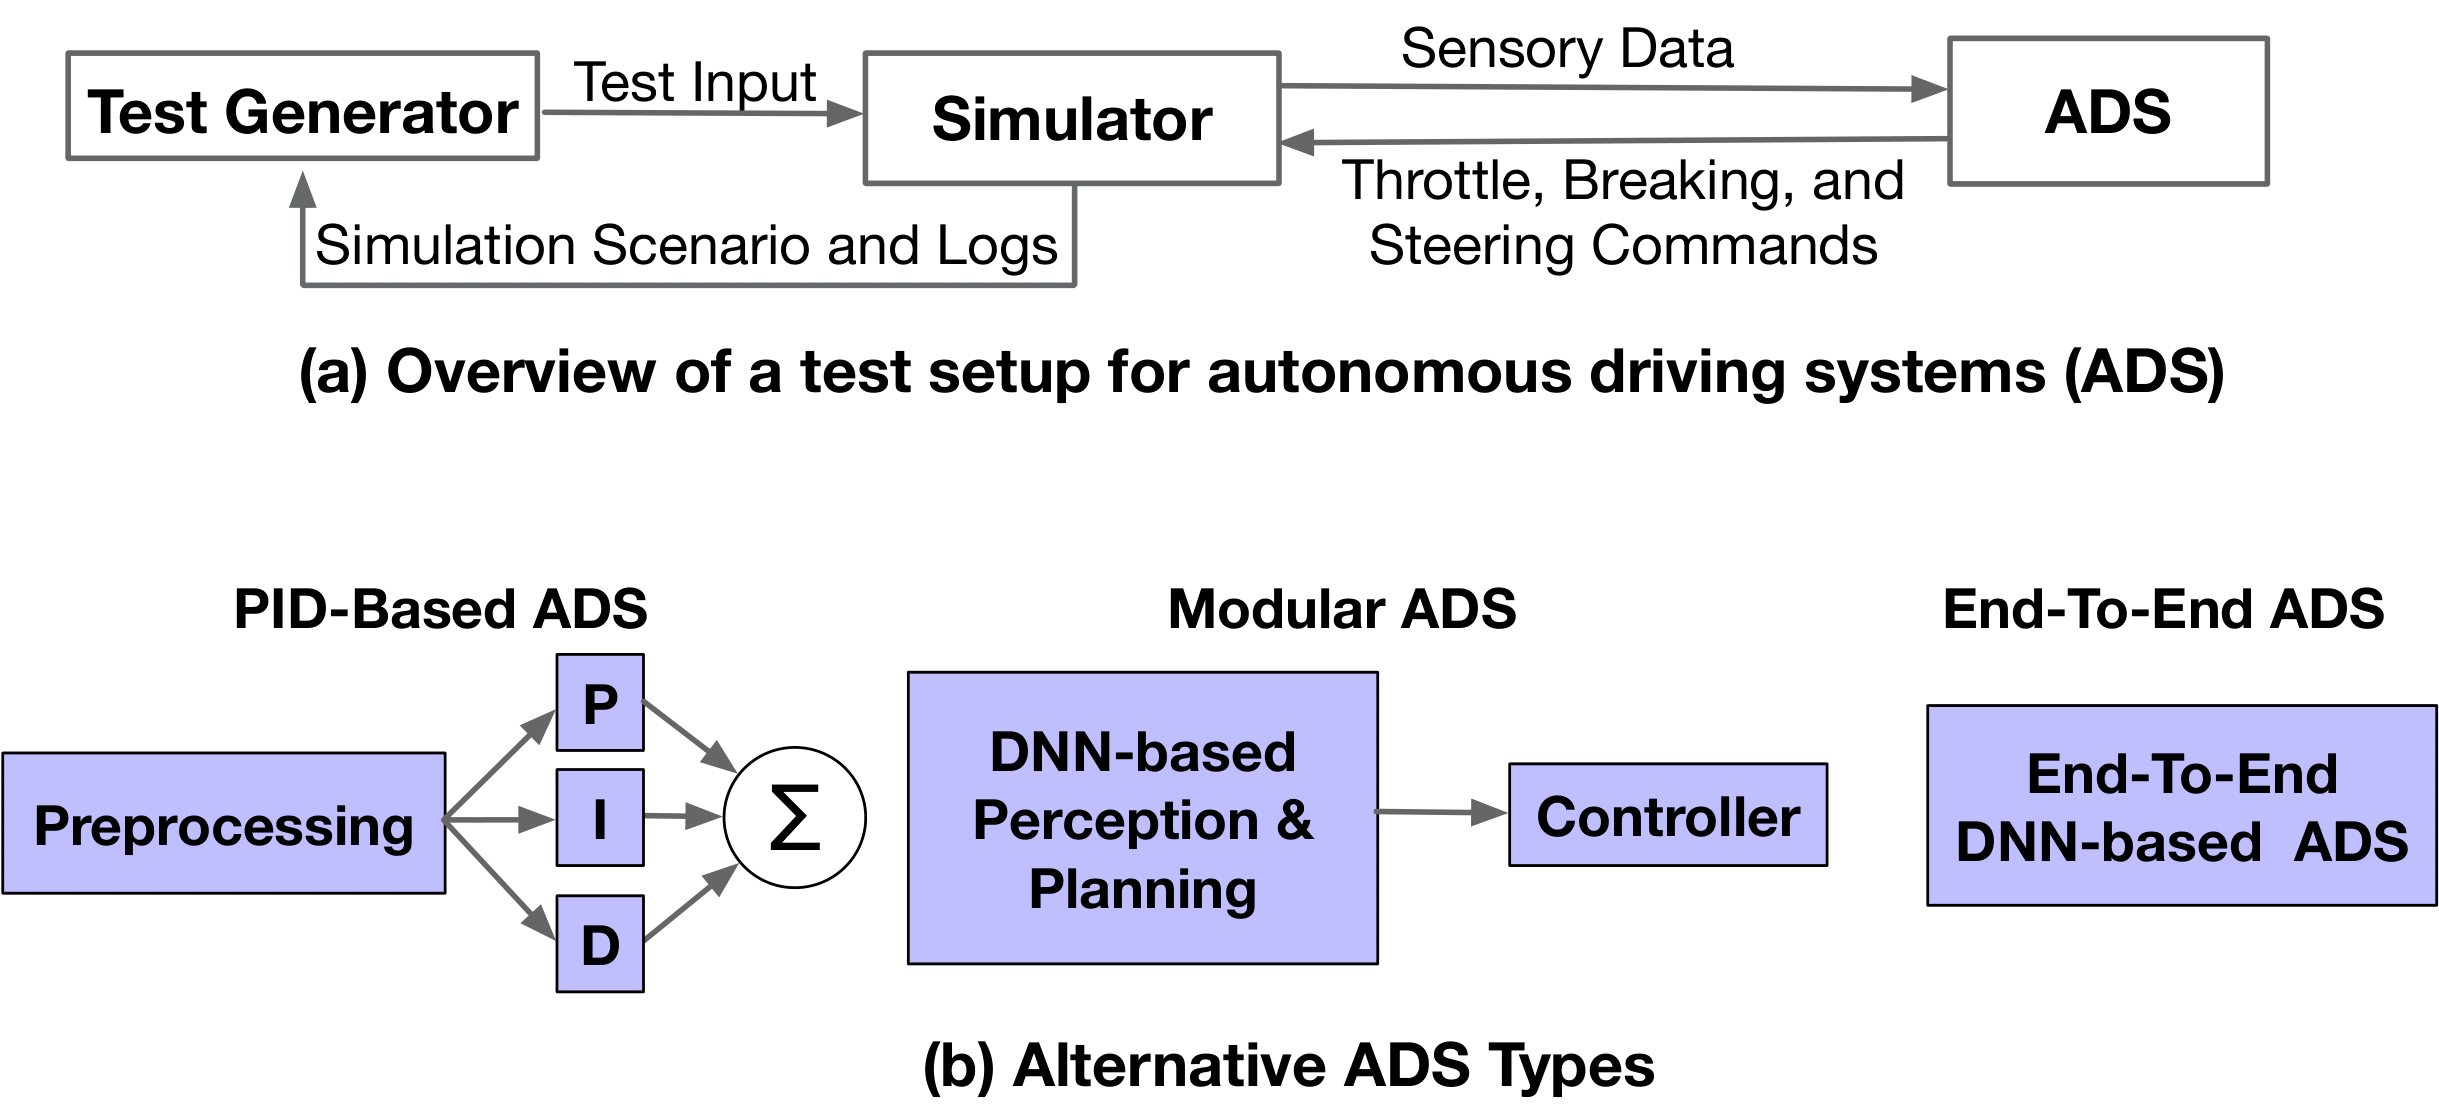 Test Generator
Test Input
Simulator
Sensory Data
ADS
Throttle, Breaking, and
Steering Commands
Simulation Scenario and Logs
(a) Overview of a test setup for autonomous driving systems (ADS)
PID-Based ADS
Preprocessing
P
I
D
Σ
Modular ADS
DNN-based
Perception &
Planning
Controller
End-To-End ADS
End-To-End
DNN-based ADS
(b) Alternative ADS Types